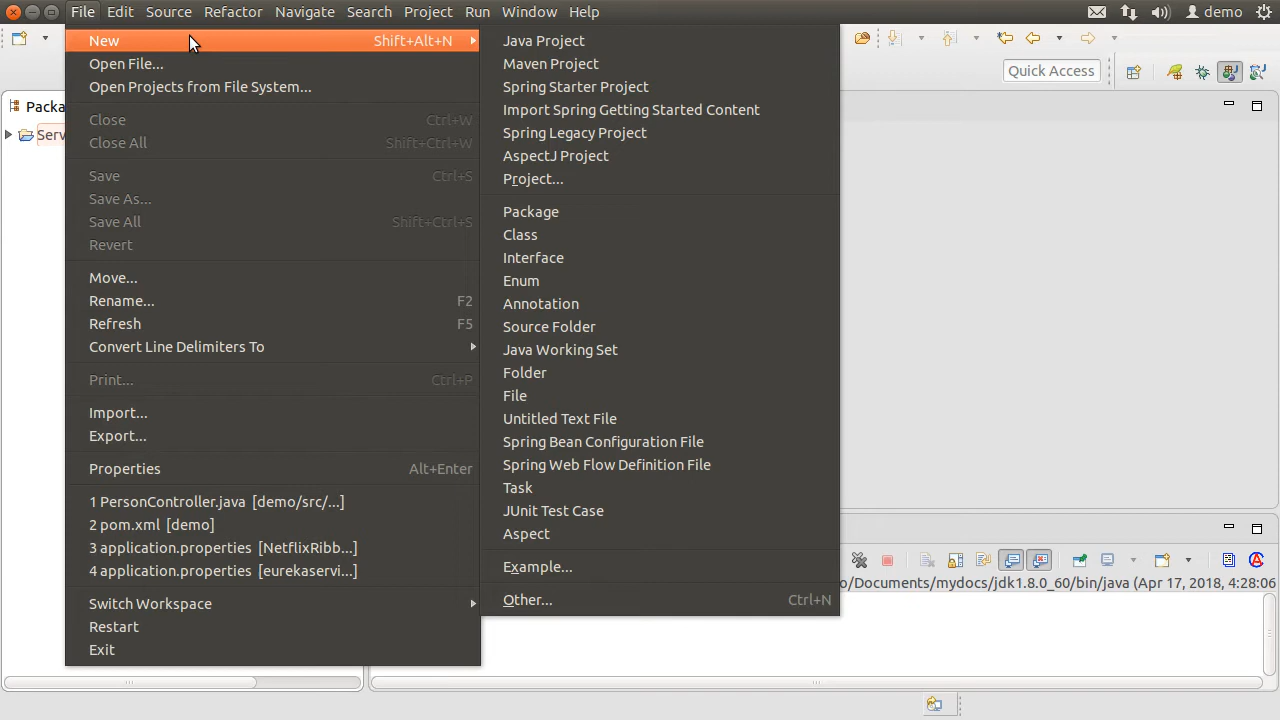 File Edit Source Refactor Navigate Search Project Run Window Help demo
New Shift+Alt+N
Open File...
Open Projects from File System...
Close Ctrl+W
Close All Shift+Ctrl+W
Save Ctrl+S
Save As...
Save All Shift+Ctrl+S
Revert
Move...
Rename... F2
Refresh F5
Convert Line Delimiters To
Print... Ctrl+P
Import...
Export...
Properties Alt+Enter
1 PersonController.java [demo/src/...]
2 pom.xml [demo]
3 application.properties [NetflixRibb...]
4 application.properties [eurekaservi...]
Switch Workspace
Restart
Exit
Java Project
Maven Project
Spring Starter Project
Import Spring Getting Started Content
Spring Legacy Project
AspectJ Project
Project...
Package
Class
Interface
Enum
Annotation
Source Folder
Java Working Set
Folder
File
Untitled Text File
Spring Bean Configuration File
Spring Web Flow Definition File
Task
JUnit Test Case
Aspect
Example...
Other... Ctrl+N
Quick Access
Packa
Serv
o/Documents/mydocs/jdk1.8.0_60/bin/java (Apr 17, 2018, 4:28:06